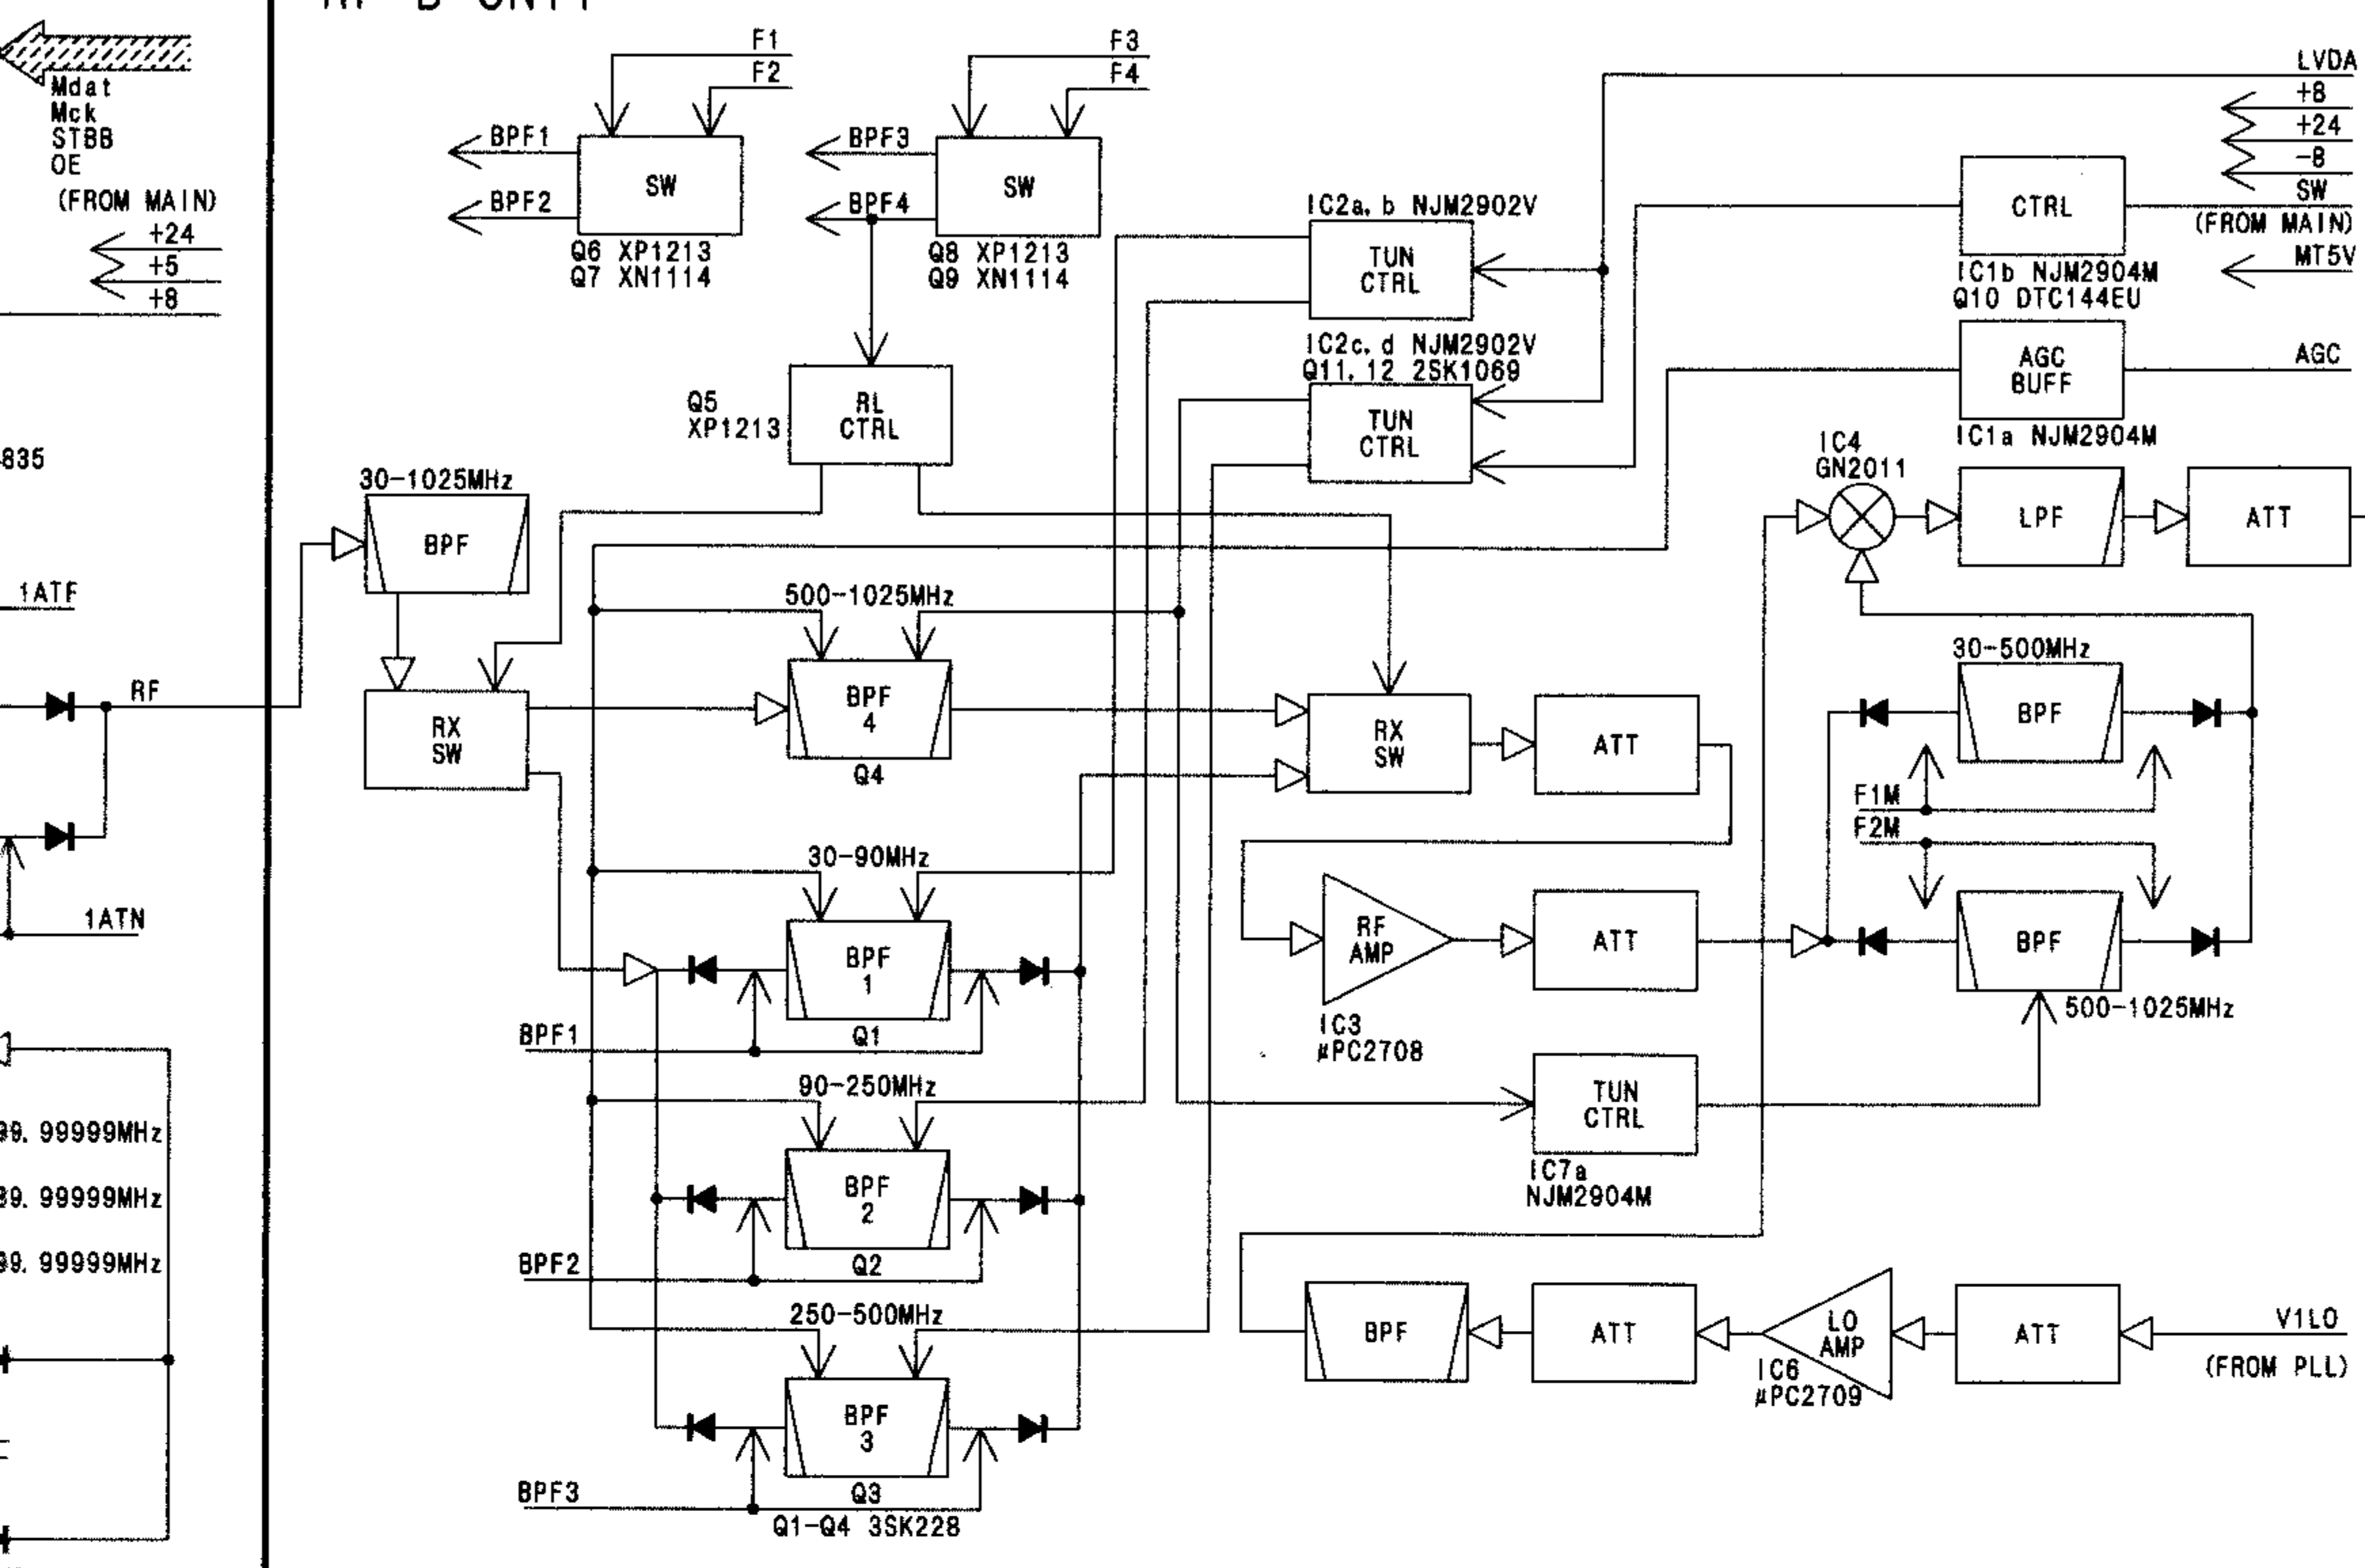 F1
F2
F3
F4
LVDA
+8
+24
-8
SW
(FROM MAIN)
MT5V
Mdat
Mck
STBB
OE
(FROM MAIN)
+24
+5
+8
BPF1
BPF2
SW
Q6 XP1213
Q7 XN1114
BPF3
BPF4
SW
Q8 XP1213
Q9 XN1114
IC2a, b NJM2902V
TUN
CTRL
CTRL
IC1b NJM2904M
Q10 DTC144EU
IC2c, d NJM2902V
Q11, 12 2SK1069
TUN
CTRL
AGC
BUFF
AGC
IC1a NJM2904M
Q5
XP1213
RL
CTRL
835
30-1025MHz
BPF
IC4
GN2011
LPF
ATT
1ATF
500-1025MHz
BPF
4
Q4
RF
RX
SW
RX
SW
ATT
30-500MHz
BPF
F1M
F2M
30-90MHz
BPF
1
Q1
BPF1
1ATN
RF
AMP
IC3
μPC2708
ATT
BPF
500-1025MHz
90-250MHz
BPF
2
Q2
BPF2
TUN
CTRL
IC7a
NJM2904M
99.99999MHz
99.99999MHz
99.99999MHz
250-500MHz
BPF
3
Q3
BPF3
Q1-Q4 3SK228
BPF
ATT
LO
AMP
IC6
μPC2709
ATT
V1LO
(FROM PLL)